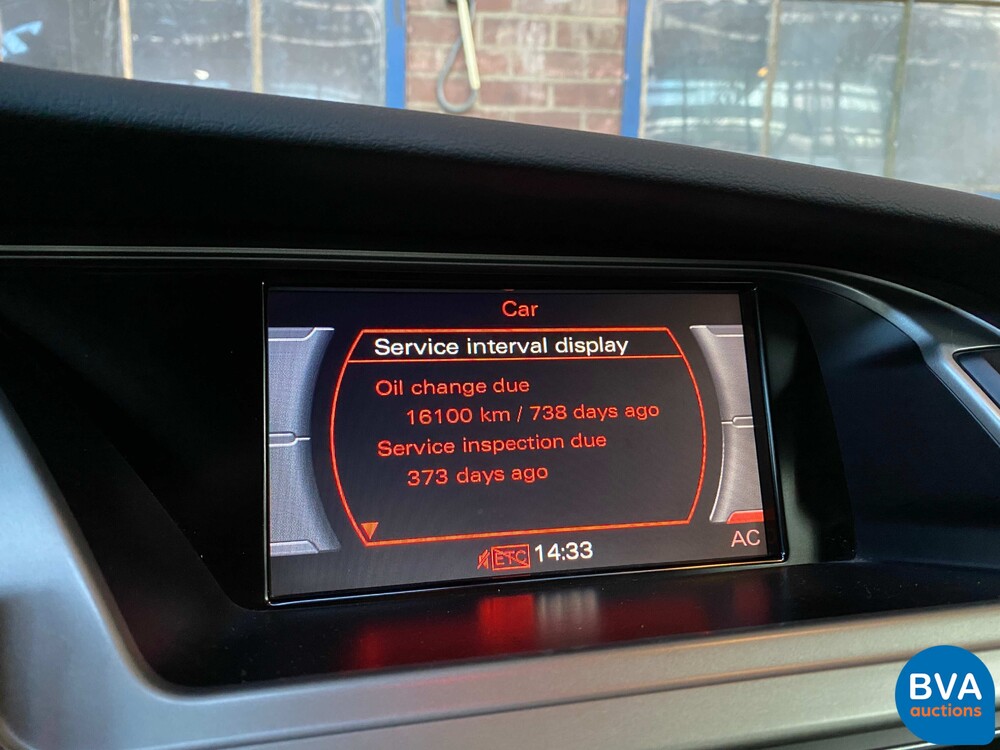 Car
Service interval display
Oil change due
16100 km / 738 days ago
Service inspection due
373 days ago
ETC 14:33
AC
BVA
auctions